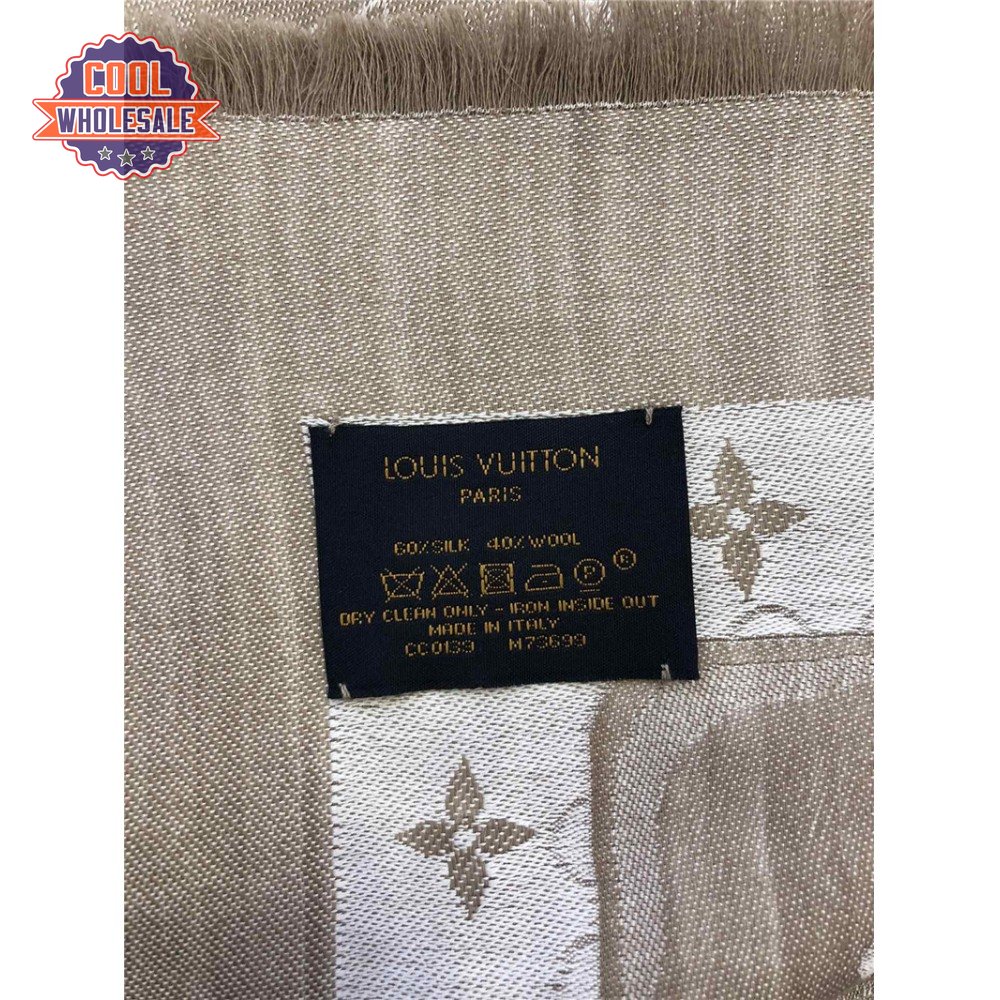 COOL
WHOLESALE
LOUIS VUITTON
PARIS
60%SILK 40%WOOL
DRY CLEAN ONLY - IRON INSIDE OUT
MADE IN ITALY
CC0139 M73699